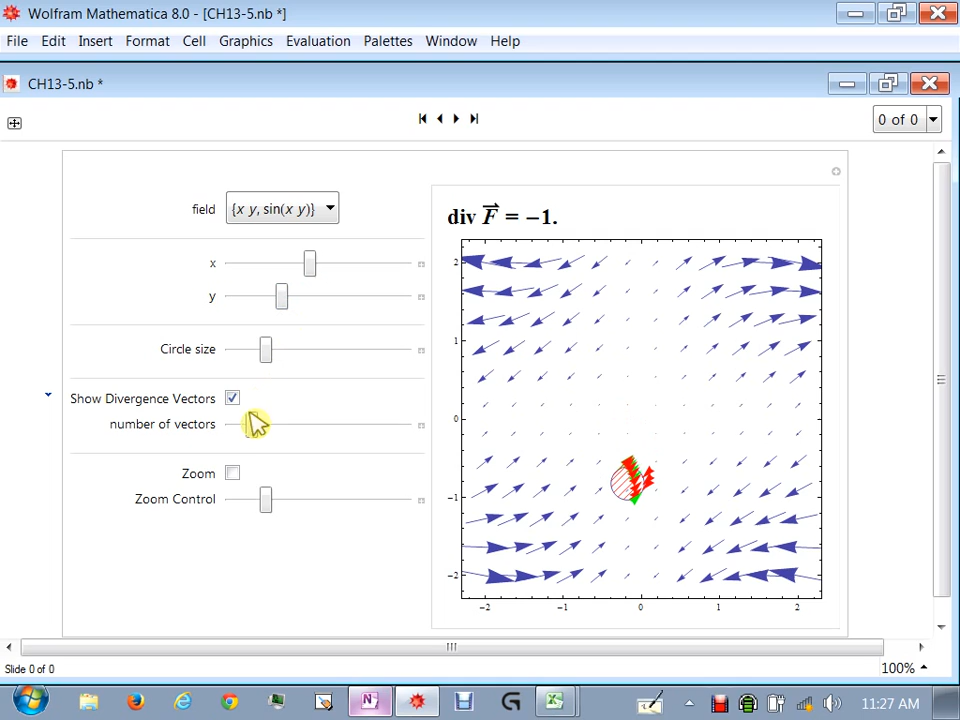 Wolfram Mathematica 8.0 - [CH13-5.nb *]
File Edit Insert Format Cell Graphics Evaluation Palettes Window Help
CH13-5.nb *
0 of 0
field {x y, sin(x y)}
div F⃗ = −1.
x
y
Circle size
Show Divergence Vectors
number of vectors
Zoom
Zoom Control
2
1
0
−1
−2
−2 −1 0 1 2
Slide 0 of 0
100%
N
11:27 AM